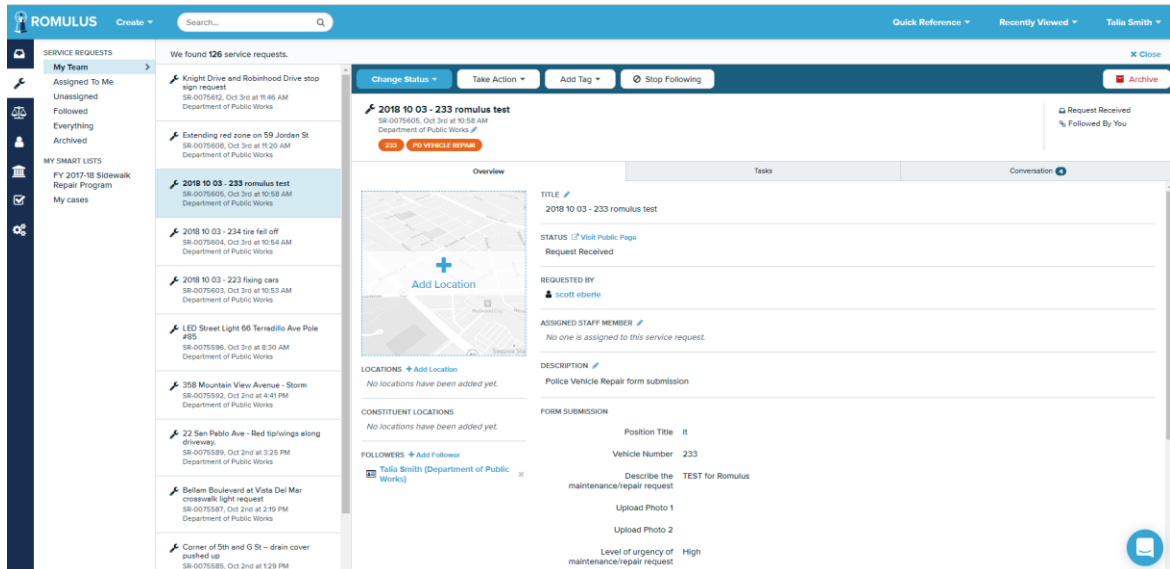 ROMULUS
Create
Search...
Quick Reference
Recently Viewed
Talia Smith
SERVICE REQUESTS
My Team
Assigned To Me
Unassigned
Followed
Everything
Archived
MY SMART LISTS
FY 2017-18 Sidewalk
Repair Program
My cases
We found 126 service requests.
× Close
Knight Drive and Robinhood Drive stop
sign request
SR-0075612, Oct 3rd at 11:46 AM
Department of Public Works
Extending red zone on 59 Jordan St
SR-0075608, Oct 3rd at 11:20 AM
Department of Public Works
2018 10 03 - 233 romulus test
SR-0075605, Oct 3rd at 10:58 AM
Department of Public Works
2018 10 03 - 234 tire fell off
SR-0075604, Oct 3rd at 10:54 AM
Department of Public Works
2018 10 03 - 223 fixing cars
SR-0075603, Oct 3rd at 10:53 AM
Department of Public Works
LED Street Light 66 Terradillo Ave Pole
#85
SR-0075596, Oct 3rd at 8:30 AM
Department of Public Works
358 Mountain View Avenue - Storm
SR-0075592, Oct 2nd at 4:41 PM
Department of Public Works
22 San Pablo Ave - Red tip/wings along
driveway.
SR-0075589, Oct 2nd at 3:25 PM
Department of Public Works
Bellam Boulevard at Vista Del Mar
crosswalk light request
SR-0075587, Oct 2nd at 2:19 PM
Department of Public Works
Corner of 5th and G St – drain cover
pushed up
SR-0075585, Oct 2nd at 1:29 PM
Change Status
Take Action
Add Tag
Stop Following
Archive
2018 10 03 - 233 romulus test
SR-0075605, Oct 3rd at 10:58 AM
Department of Public Works
233
PD VEHICLE REPAIR
Request Received
Followed By You
Overview
Tasks
Conversation 4
Add Location
LOCATIONS + Add Location
No locations have been added yet.
CONSTITUENT LOCATIONS
No locations have been added yet.
FOLLOWERS + Add Follower
Talia Smith (Department of Public
Works)
TITLE
2018 10 03 - 233 romulus test
STATUS Visit Public Page
Request Received
REQUESTED BY
scott eberle
ASSIGNED STAFF MEMBER
No one is assigned to this service request.
DESCRIPTION
Police Vehicle Repair form submission
FORM SUBMISSION
Position Title It
Vehicle Number 233
Describe the TEST for Romulus
maintenance/repair request
Upload Photo 1
Upload Photo 2
Level of urgency of High
maintenance/repair request